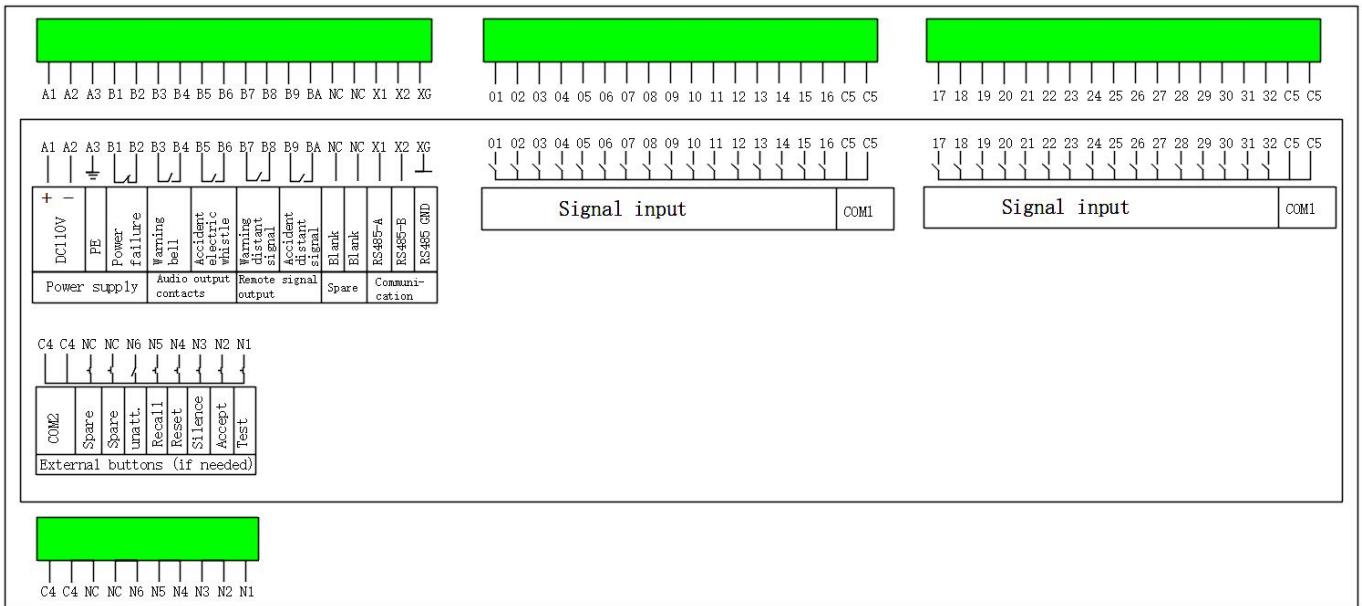 A1 A2 A3 B1 B2 B3 B4 B5 B6 B7 B8 B9 BA NC NC X1 X2 XG
01 02 03 04 05 06 07 08 09 10 11 12 13 14 15 16 C5 C5
17 18 19 20 21 22 23 24 25 26 27 28 29 30 31 32 C5 C5
A1 A2 A3 B1 B2 B3 B4 B5 B6 B7 B8 B9 BA NC NC X1 X2 XG
+ −
DC110V
PE
Power
failure
Warning
bell
Accident
electric
whistle
Warning
distant
signal
Accident
distant
signal
Blank
Blank
RS485-A
RS485-B
RS485 GND
Power supply
Audio output
contacts
Remote signal
output
Spare
Communi-
cation
01 02 03 04 05 06 07 08 09 10 11 12 13 14 15 16 C5 C5
Signal input
COM1
17 18 19 20 21 22 23 24 25 26 27 28 29 30 31 32 C5 C5
Signal input
COM1
C4 C4 NC NC N6 N5 N4 N3 N2 N1
COM2
Spare
Spare
unatt.
Recall
Reset
Silence
Accept
Test
External buttons (if needed)
C4 C4 NC NC N6 N5 N4 N3 N2 N1